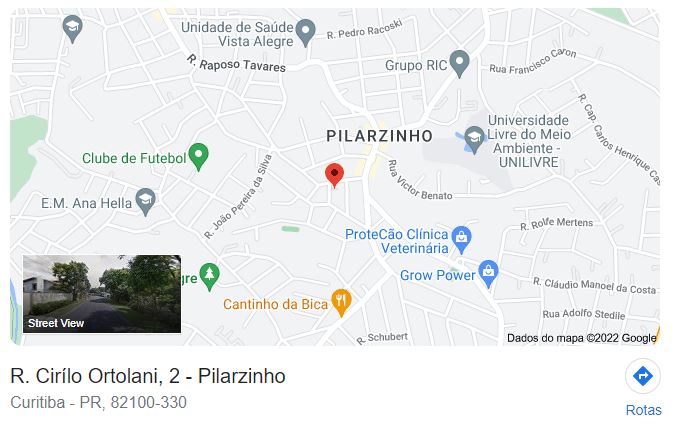 Unidade de Saúde
Vista Alegre
R. Pedro Racoski
R. Raposo Tavares
Grupo RIC
Rua Francisco Caron
R. Cap. Carlos Henrique Cas
PILARZINHO
Universidade
Livre do Meio
Ambiente -
UNILIVRE
Clube de Futebol
Rua Victor Benato
E.M. Ana Hella
R. João Pereira da Silva
R. Rolfe Mertens
ProteCão Clínica
Veterinária
gre
Grow Power
R. Cláudio Manoel da Costa
Cantinho da Bica
Rua Adolfo Stedile
Street View
R. Schubert
Dados do mapa ©2022 Google
R. Cirílo Ortolani, 2 - Pilarzinho
Curitiba - PR, 82100-330
Rotas